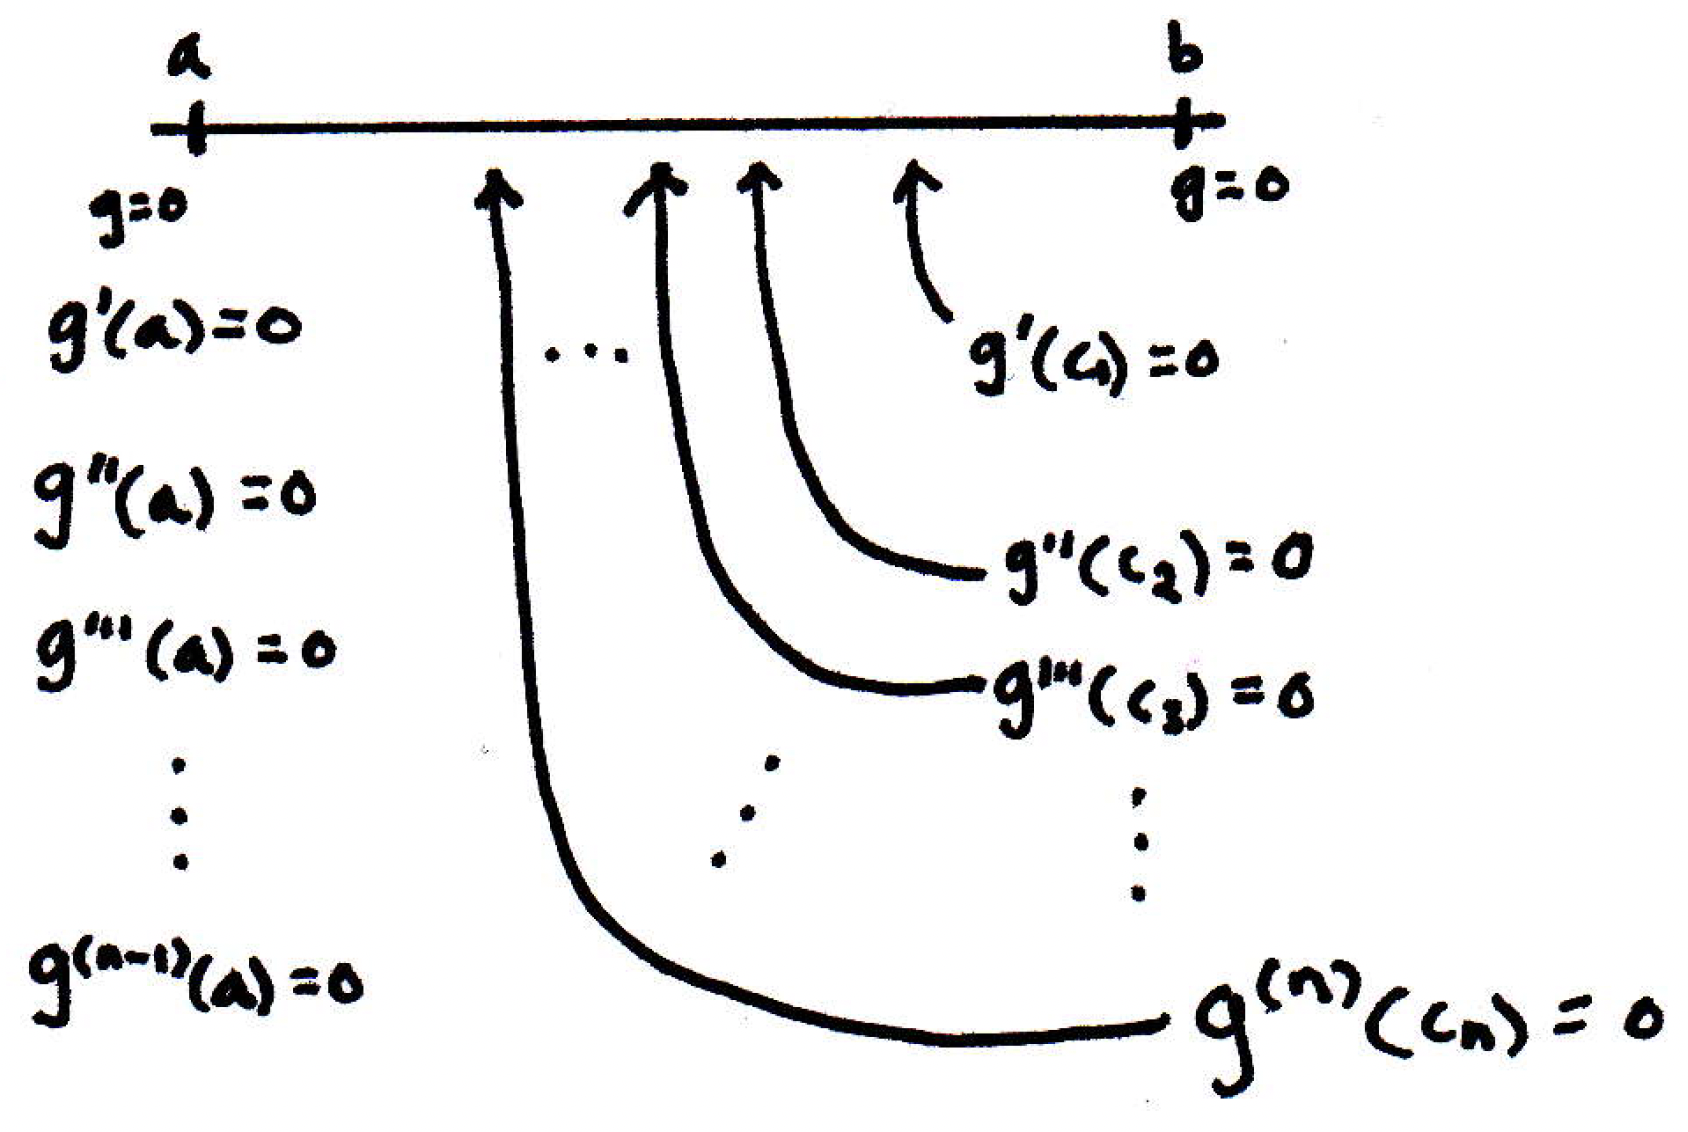 a b
g=0 g=0
g'(a)=0 g'(c₁)=0
g''(a)=0 g''(c₂)=0
g'''(a)=0 g'''(c₃)=0
g⁽ⁿ⁻¹⁾(a)=0 g⁽ⁿ⁾(cₙ)=0